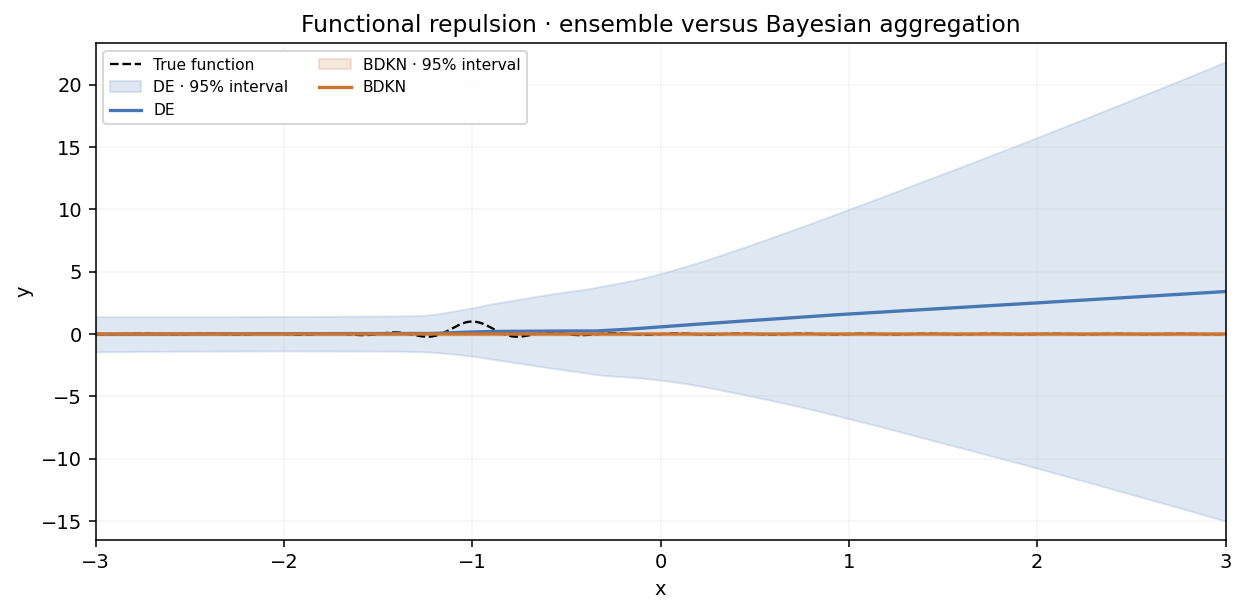 Functional repulsion · ensemble versus Bayesian aggregation
True function
DE · 95% interval
DE
BDKN · 95% interval
BDKN
20
15
10
5
0
−5
−10
−15
y
−3
−2
−1
0
1
2
3
x